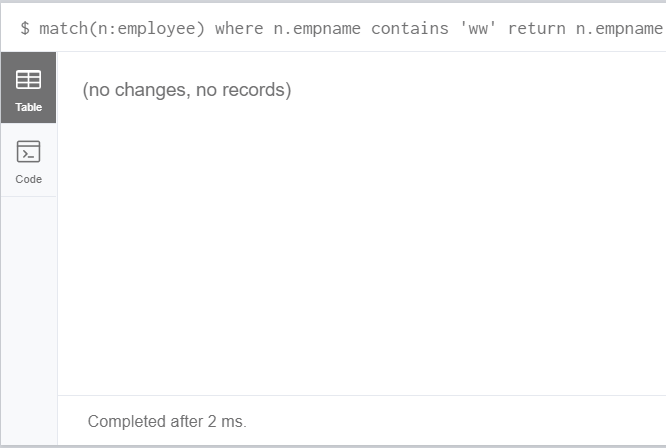 $ match(n:employee) where n.empname contains 'ww' return n.empname
Table
(no changes, no records)
Code
Completed after 2 ms.